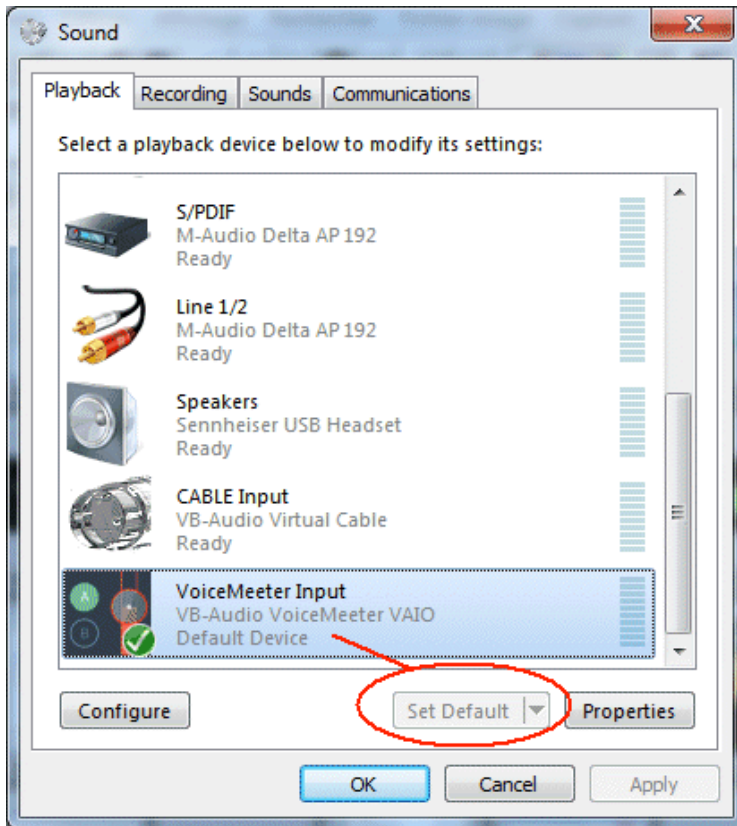 Sound
Playback Recording Sounds Communications
Select a playback device below to modify its settings:
S/PDIF
M-Audio Delta AP 192
Ready
Line 1/2
M-Audio Delta AP 192
Ready
Speakers
Sennheiser USB Headset
Ready
CABLE Input
VB-Audio Virtual Cable
Ready
A
B
VoiceMeeter Input
VB-Audio VoiceMeeter VAIO
Default Device
Configure Set Default Properties
OK Cancel Apply